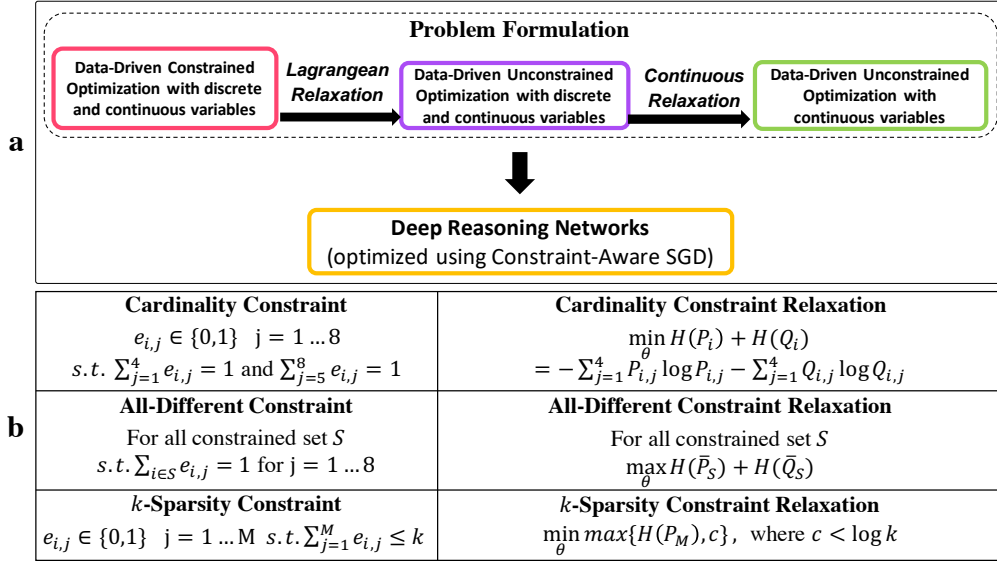 a
Problem Formulation
Data-Driven Constrained
Optimization with discrete
and continuous variables
Lagrangean
Relaxation
Data-Driven Unconstrained
Optimization with discrete
and continuous variables
Continuous
Relaxation
Data-Driven Unconstrained
Optimization with
continuous variables
Deep Reasoning Networks
(optimized using Constraint-Aware SGD)
b
Cardinality Constraint
e_{i,j} ∈ {0,1} j = 1 … 8
s.t. ∑_{j=1}^{4} e_{i,j} = 1 and ∑_{j=5}^{8} e_{i,j} = 1
Cardinality Constraint Relaxation
min_θ H(P_i) + H(Q_i)
= − ∑_{j=1}^{4} P_{i,j} log P_{i,j} − ∑_{j=1}^{4} Q_{i,j} log Q_{i,j}
All-Different Constraint
For all constrained set S
s.t. ∑_{i∈S} e_{i,j} = 1 for j = 1 … 8
All-Different Constraint Relaxation
For all constrained set S
max_θ H(P̄_S) + H(Q̄_S)
k-Sparsity Constraint
e_{i,j} ∈ {0,1} j = 1 … M s.t. ∑_{j=1}^{M} e_{i,j} ≤ k
k-Sparsity Constraint Relaxation
min_θ max{H(P_M), c} , where c < log k